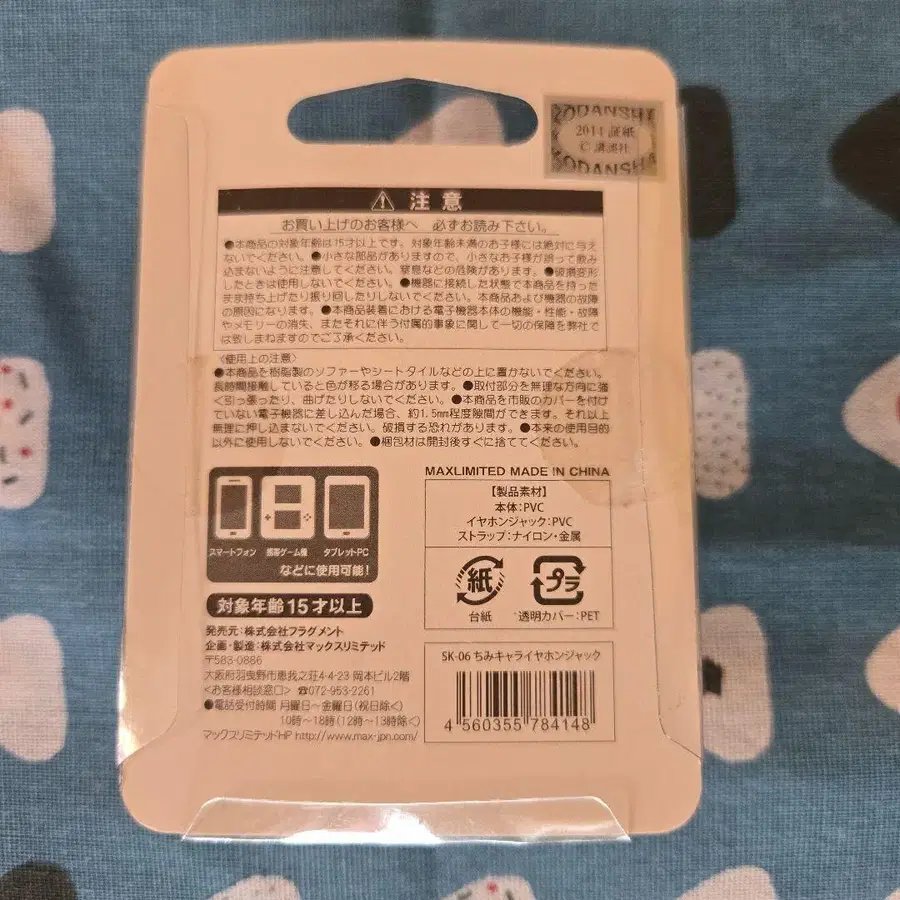 KODANSHA
2014 証紙
© 講談社
KODANSHA
⚠ 注意
お買い上げのお客様へ 必ずお読み下さい。
●本商品の対象年齢は15才以上です。対象年齢未満のお子様には絶対に与え
ないでください。●小さな部品がありますので、小さなお子様が誤って飲み
込まないように注意してください。窒息などの危険があります。●破損変形
したときは使用しないでください。●機器に接続した状態で本商品を持った
まま持ち上げたり振り回したりしないでください。本商品および機器の故障
の原因になります。●本商品装着における電子機器本体の機能・性能・故障
やメモリーの消失、またそれに伴う付属的事象に関して一切の保障を弊社で
は致しまねますのでご了承ください。
〈使用上の注意〉
●本商品を樹脂製のソファーやシートタイルなどの上に置かないでください。
長時間接触していると色が移る場合があります。●取付部分を無理な方向に強
く引っ張ったり、曲げたりしないでください。●本商品を市販のカバーを付け
ていない電子機器に差し込んだ場合、約1.5mm程度隙間ができます。それ以上
無理に押し込まないでください。破損する恐れがあります。●本来の使用目的
以外に使用しないでください。●梱包材は開封後すぐに捨ててください。
スマートフォン 携帯ゲーム機 タブレットPC
などに使用可能!
対象年齢15才以上
発売元:株式会社フラグメント
企画・製造:株式会社マックスリミテッド
〒583-0886
大阪府羽曳野市恵我之荘4-4-23 岡本ビル2階
<お客様相談窓口> ☎072-953-2261
●電話受付時間 月曜日〜金曜日(祝日除く)
10時〜18時(12時〜13時除く)
マックスリミテッドHP http://www.max-jpn.com/
MAXLIMITED MADE IN CHINA
【製品素材】
本体:PVC
イヤホンジャック:PVC
ストラップ:ナイロン・金属
紙 プラ
台紙 透明カバー:PET
SK-06 ちみキャライヤホンジャック
4 560355 784148